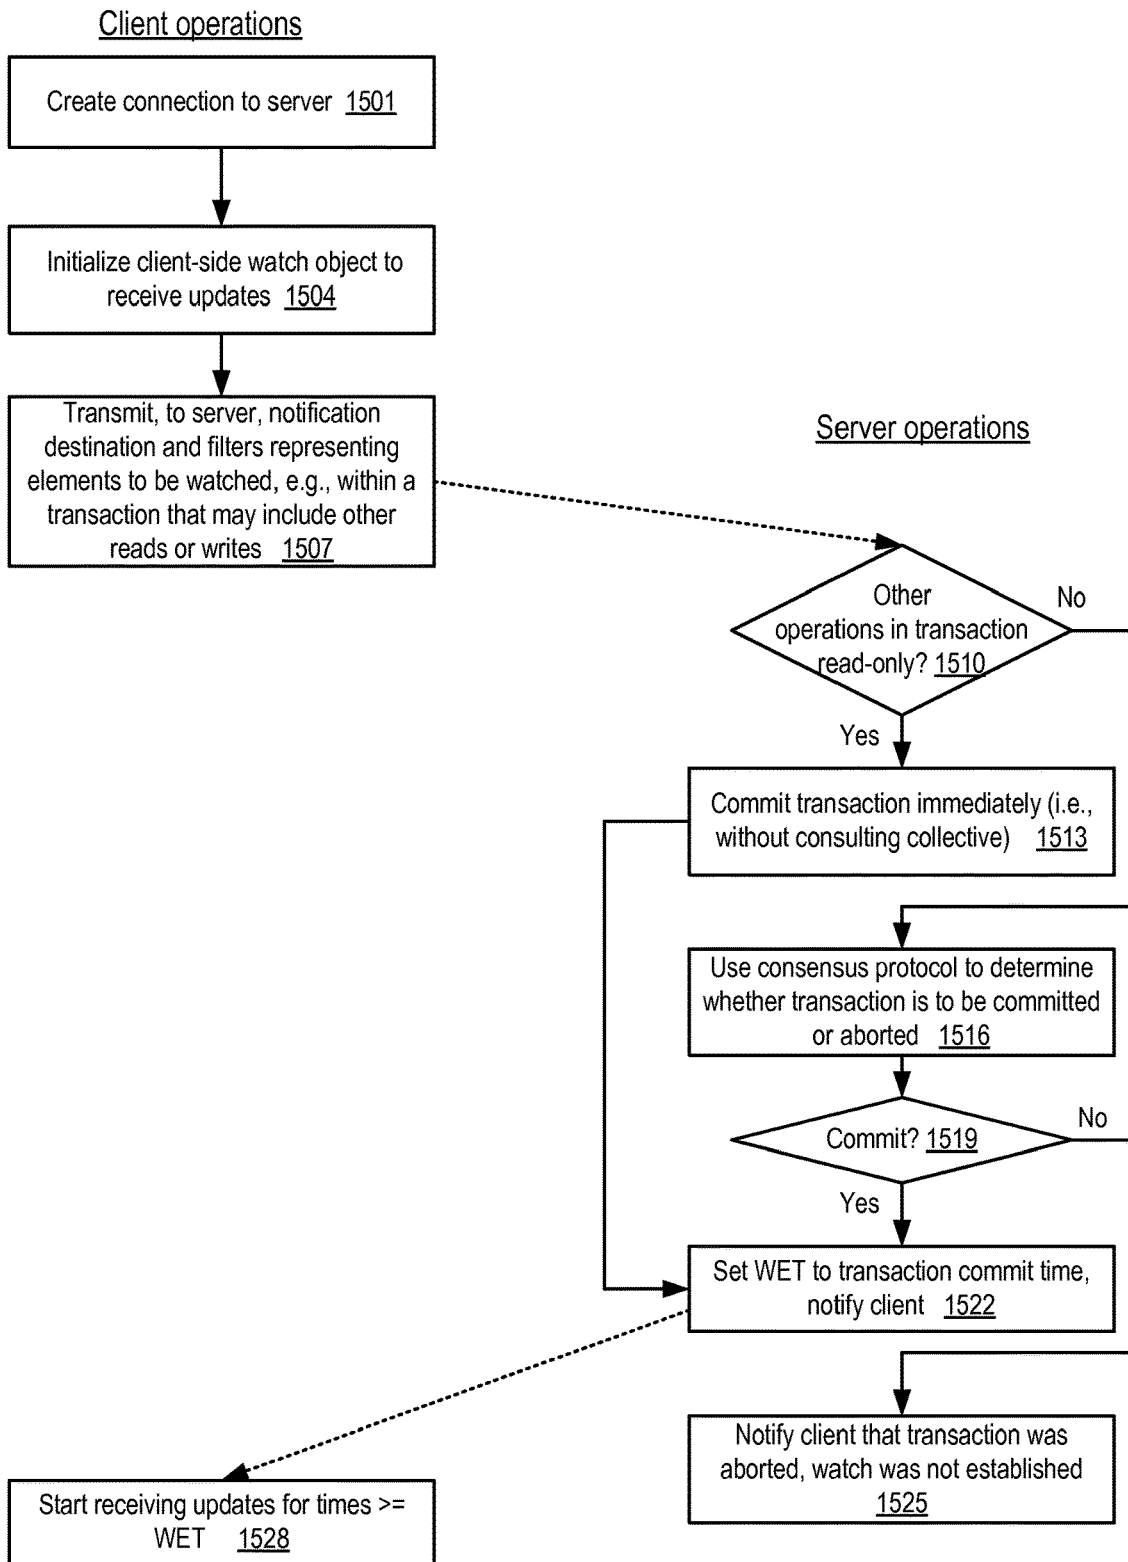 Client operations
Create connection to server 1501
Initialize client-side watch object to
receive updates 1504
Transmit, to server, notification
destination and filters representing
elements to be watched, e.g., within a
transaction that may include other
reads or writes 1507
Server operations
Other
operations in transaction
read-only? 1510
No
Yes
Commit transaction immediately (i.e.,
without consulting collective) 1513
Use consensus protocol to determine
whether transaction is to be committed
or aborted 1516
Commit? 1519
No
Yes
Set WET to transaction commit time,
notify client 1522
Notify client that transaction was
aborted, watch was not established
1525
Start receiving updates for times >=
WET 1528